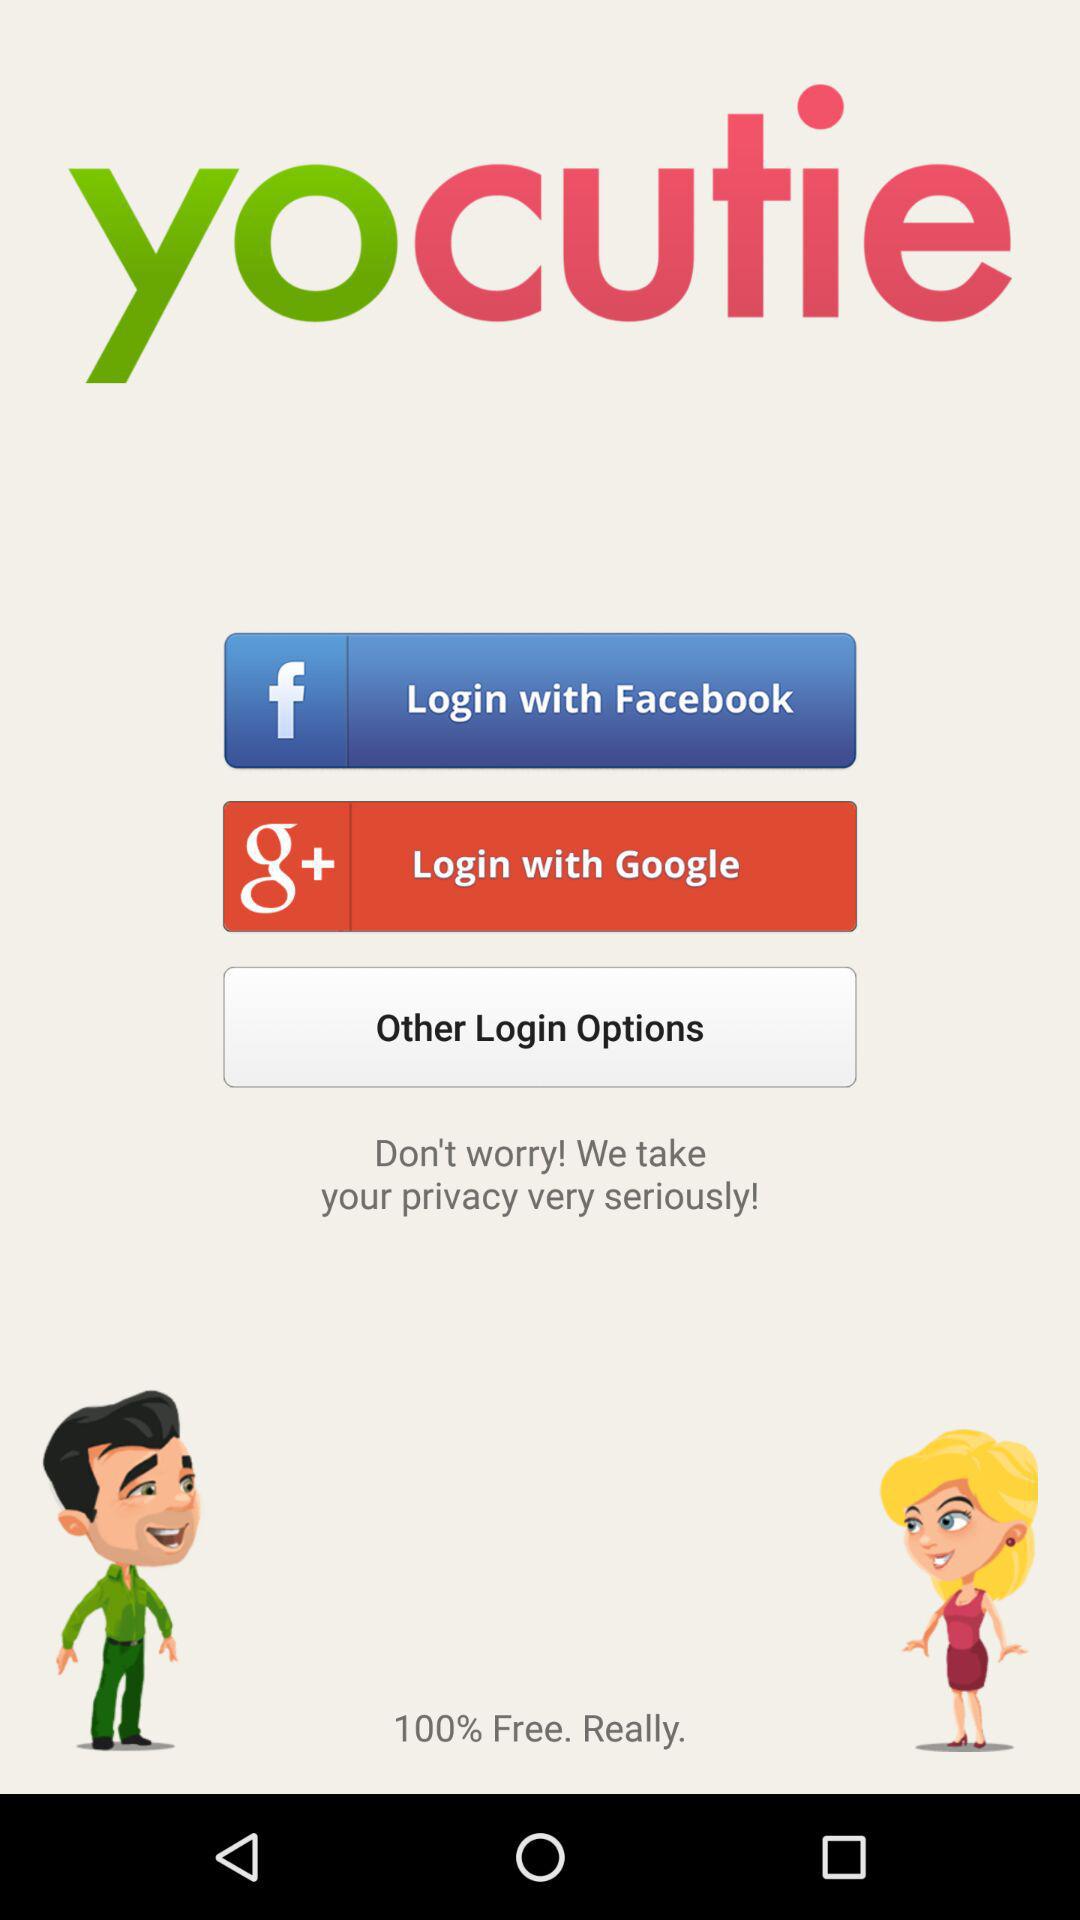 yocutie
f Login with Facebook
g+ Login with Google
Other Login Options
Don't worry! We take
your privacy very seriously!
100% Free. Really.